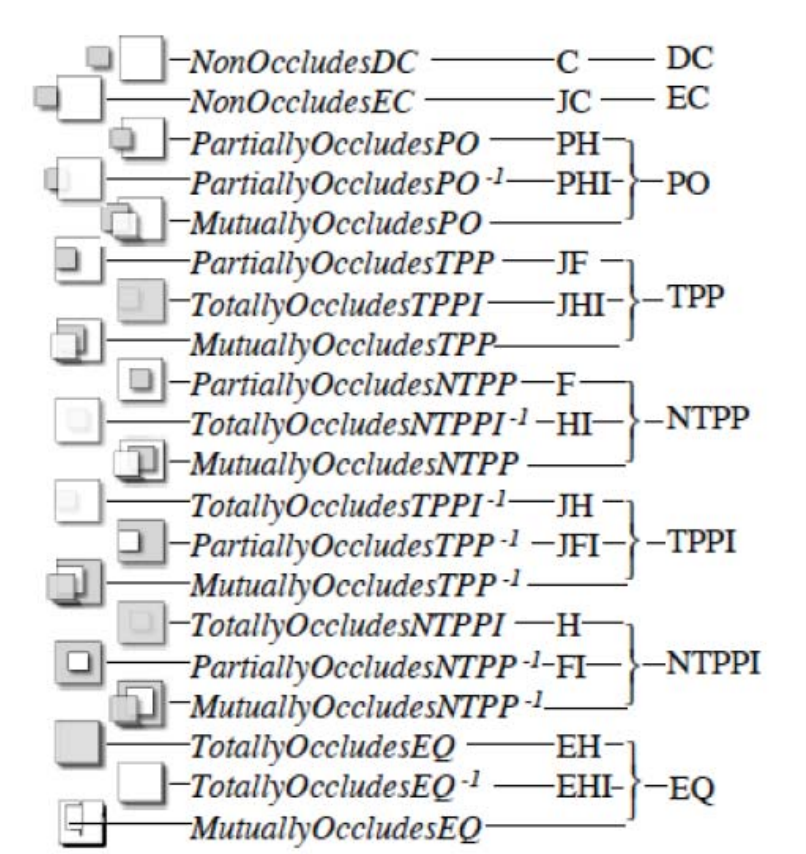 NonOccludesDC C DC
NonOccludesEC JC EC
PartiallyOccludesPO PH
PartiallyOccludesPO -1 PHI PO
MutuallyOccludesPO
PartiallyOccludesTPP JF
TotallyOccludesTPPI JHI TPP
MutuallyOccludesTPP
PartiallyOccludesNTPP F
TotallyOccludesNTPPI -1 HI NTPP
MutuallyOccludesNTPP
TotallyOccludesTPPI -1 JH
PartiallyOccludesTPP -1 JFI TPPI
MutuallyOccludesTPP -1
TotallyOccludesNTPPI H
PartiallyOccludesNTPP -1 FI NTPPI
MutuallyOccludesNTPP -1
TotallyOccludesEQ EH
TotallyOccludesEQ -1 EHI EQ
MutuallyOccludesEQ